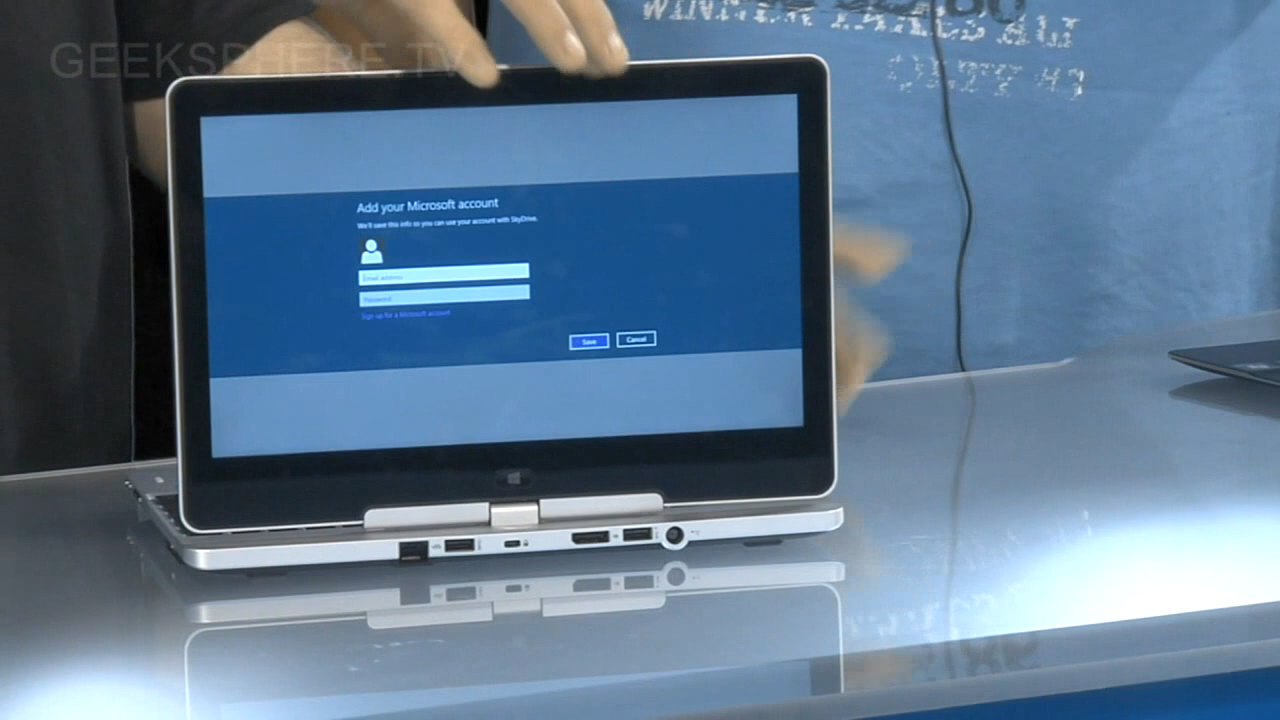 GEEKSPHERE.TV
Add your Microsoft account
We'll save this info so you can use your account with SkyDrive.
Email address
Password
Sign up for a Microsoft account
Save
Cancel